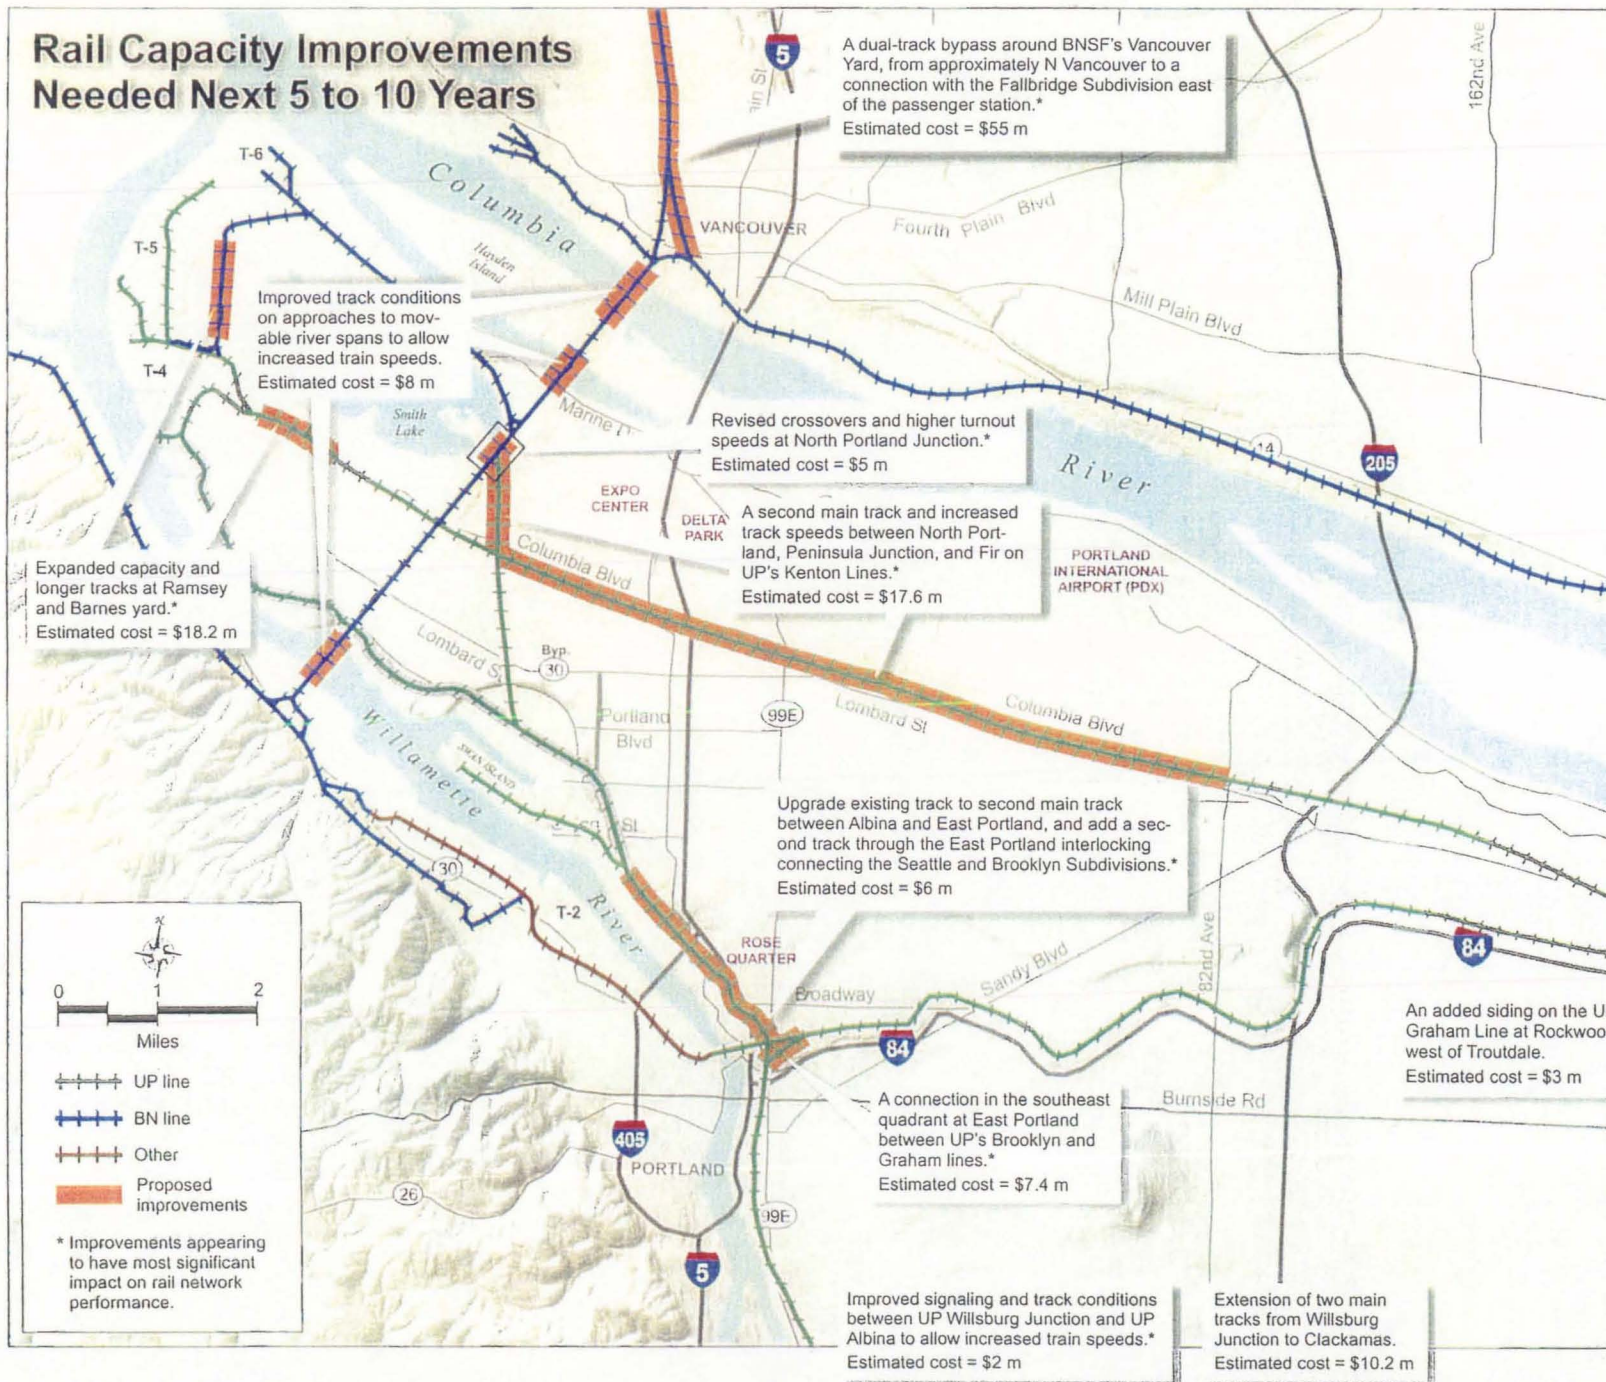 Rail Capacity Improvements
Needed Next 5 to 10 Years
5
A dual-track bypass around BNSF's Vancouver
Yard, from approximately N Vancouver to a
connection with the Fallbridge Subdivision east
of the passenger station.*
Estimated cost = $55 m
162nd Ave
T-6
Columbia
VANCOUVER
Fourth Plain Blvd
T-5
Hayden
Island
Mill Plain Blvd
Improved track conditions
on approaches to mov-
able river spans to allow
increased train speeds.
Estimated cost = $8 m
T-4
Smith
Lake
Marine
Revised crossovers and higher turnout
speeds at North Portland Junction.*
Estimated cost = $5 m
14
205
River
EXPO
CENTER
DELTA
PARK
A second main track and increased
track speeds between North Port-
land, Peninsula Junction, and Fir on
UP's Kenton Lines.*
Estimated cost = $17.6 m
PORTLAND
INTERNATIONAL
AIRPORT (PDX)
Columbia Blvd
Expanded capacity and
longer tracks at Ramsey
and Barnes yard.*
Estimated cost = $18.2 m
Lombard S
Byp.
30
Portland
Blvd
99E
Lombard St
Columbia Blvd
Willamette
SWAN ISLAND
St
Upgrade existing track to second main track
between Albina and East Portland, and add a sec-
ond track through the East Portland interlocking
connecting the Seattle and Brooklyn Subdivisions.*
Estimated cost = $6 m
30
T-2
River
ROSE
QUARTER
Broadway
Sandy Blvd
82nd Ave
84
84
An added siding on the U
Graham Line at Rockwoo
west of Troutdale.
Estimated cost = $3 m
N
0 1 2
Miles
UP line
BN line
Other
Proposed
improvements
* Improvements appearing
to have most significant
impact on rail network
performance.
A connection in the southeast
quadrant at East Portland
between UP's Brooklyn and
Graham lines.*
Estimated cost = $7.4 m
Burnside Rd
405
PORTLAND
26
99E
5
Improved signaling and track conditions
between UP Willsburg Junction and UP
Albina to allow increased train speeds.*
Estimated cost = $2 m
Extension of two main
tracks from Willsburg
Junction to Clackamas.
Estimated cost = $10.2 m